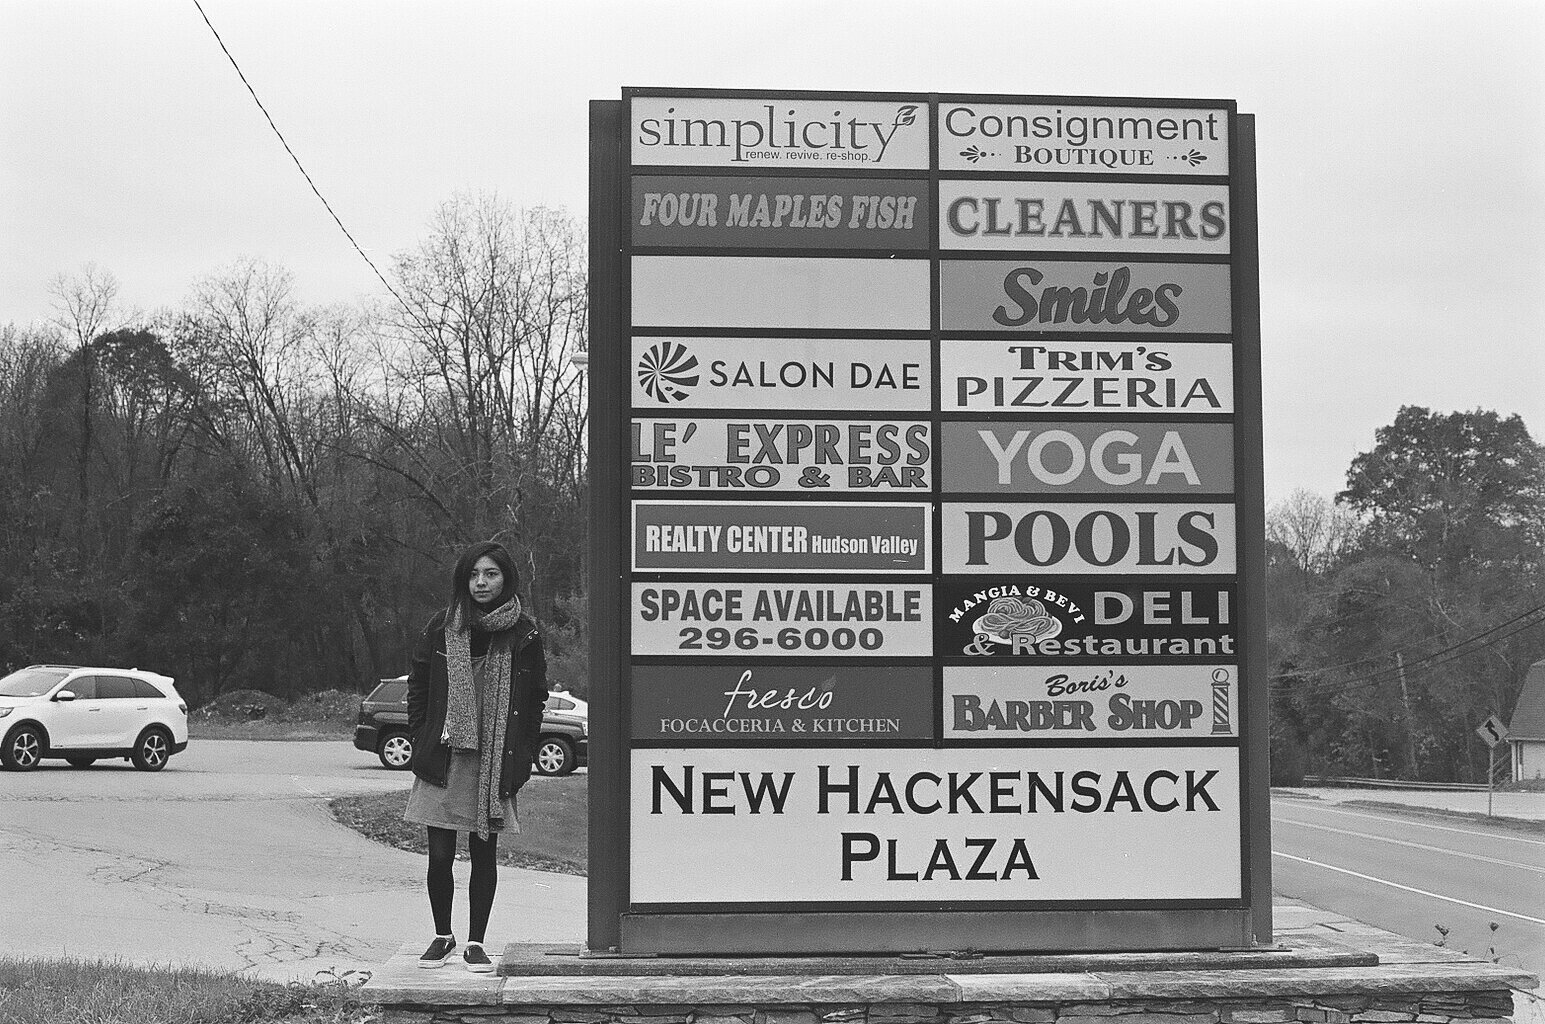 simplicity
renew. revive. re-shop.
Consignment
BOUTIQUE
FOUR MAPLES FISH
CLEANERS
Smiles
SALON DAE
TRIM'S
PIZZERIA
LE' EXPRESS
BISTRO & BAR
YOGA
REALTY CENTER Hudson Valley
POOLS
SPACE AVAILABLE
296-6000
MANGIA & BEVI
DELI
& Restaurant
fresco
FOCACCERIA & KITCHEN
Boris's
BARBER SHOP
NEW HACKENSACK
PLAZA